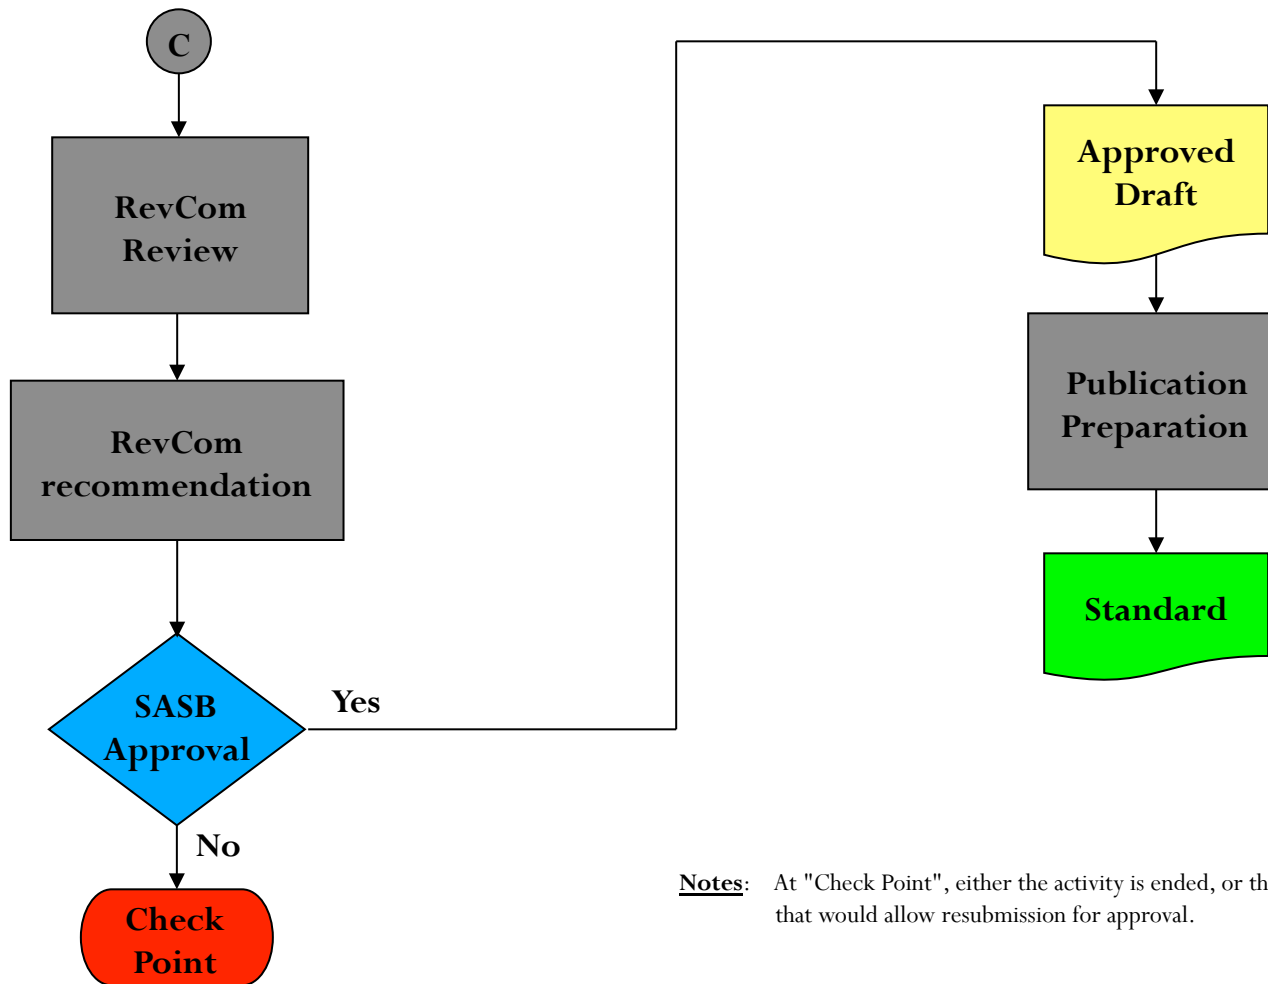 C
RevCom
Review
RevCom
recommendation
SASB
Approval
Yes
No
Check
Point
Approved
Draft
Publication
Preparation
Standard
Notes: At "Check Point", either the activity is ended, or th
that would allow resubmission for approval.